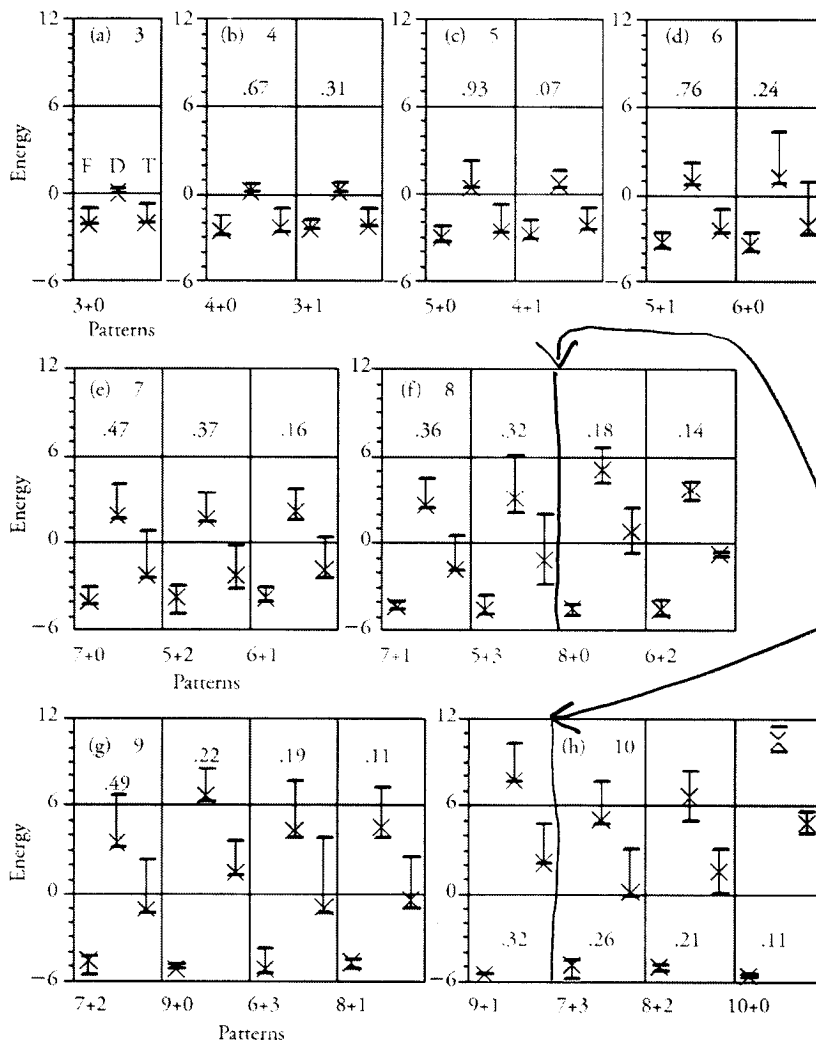 12 (a) 3 (b) 4 12 (c) 5 12 (d) 6
.67 .31 .93 .07 .76 .24
6 6 6
Energy
F D T
0 0 0
−6 −6 −6
3+0 4+0 3+1 5+0 4+1 5+1 6+0
Patterns
12 (e) 7 12 (f) 8
.47 .37 .16 .36 .32 .18 .14
6 6
Energy
0 0
−6 −6
7+0 5+2 6+1 7+1 5+3 8+0 6+2
Patterns
12 (g) 9 12 (h) 10
.49 .22 .19 .11
6 6
Energy
0 0
.32 .26 .21 .11
−6 −6
7+2 9+0 6+3 8+1 9+1 7+3 8+2 10+0
Patterns